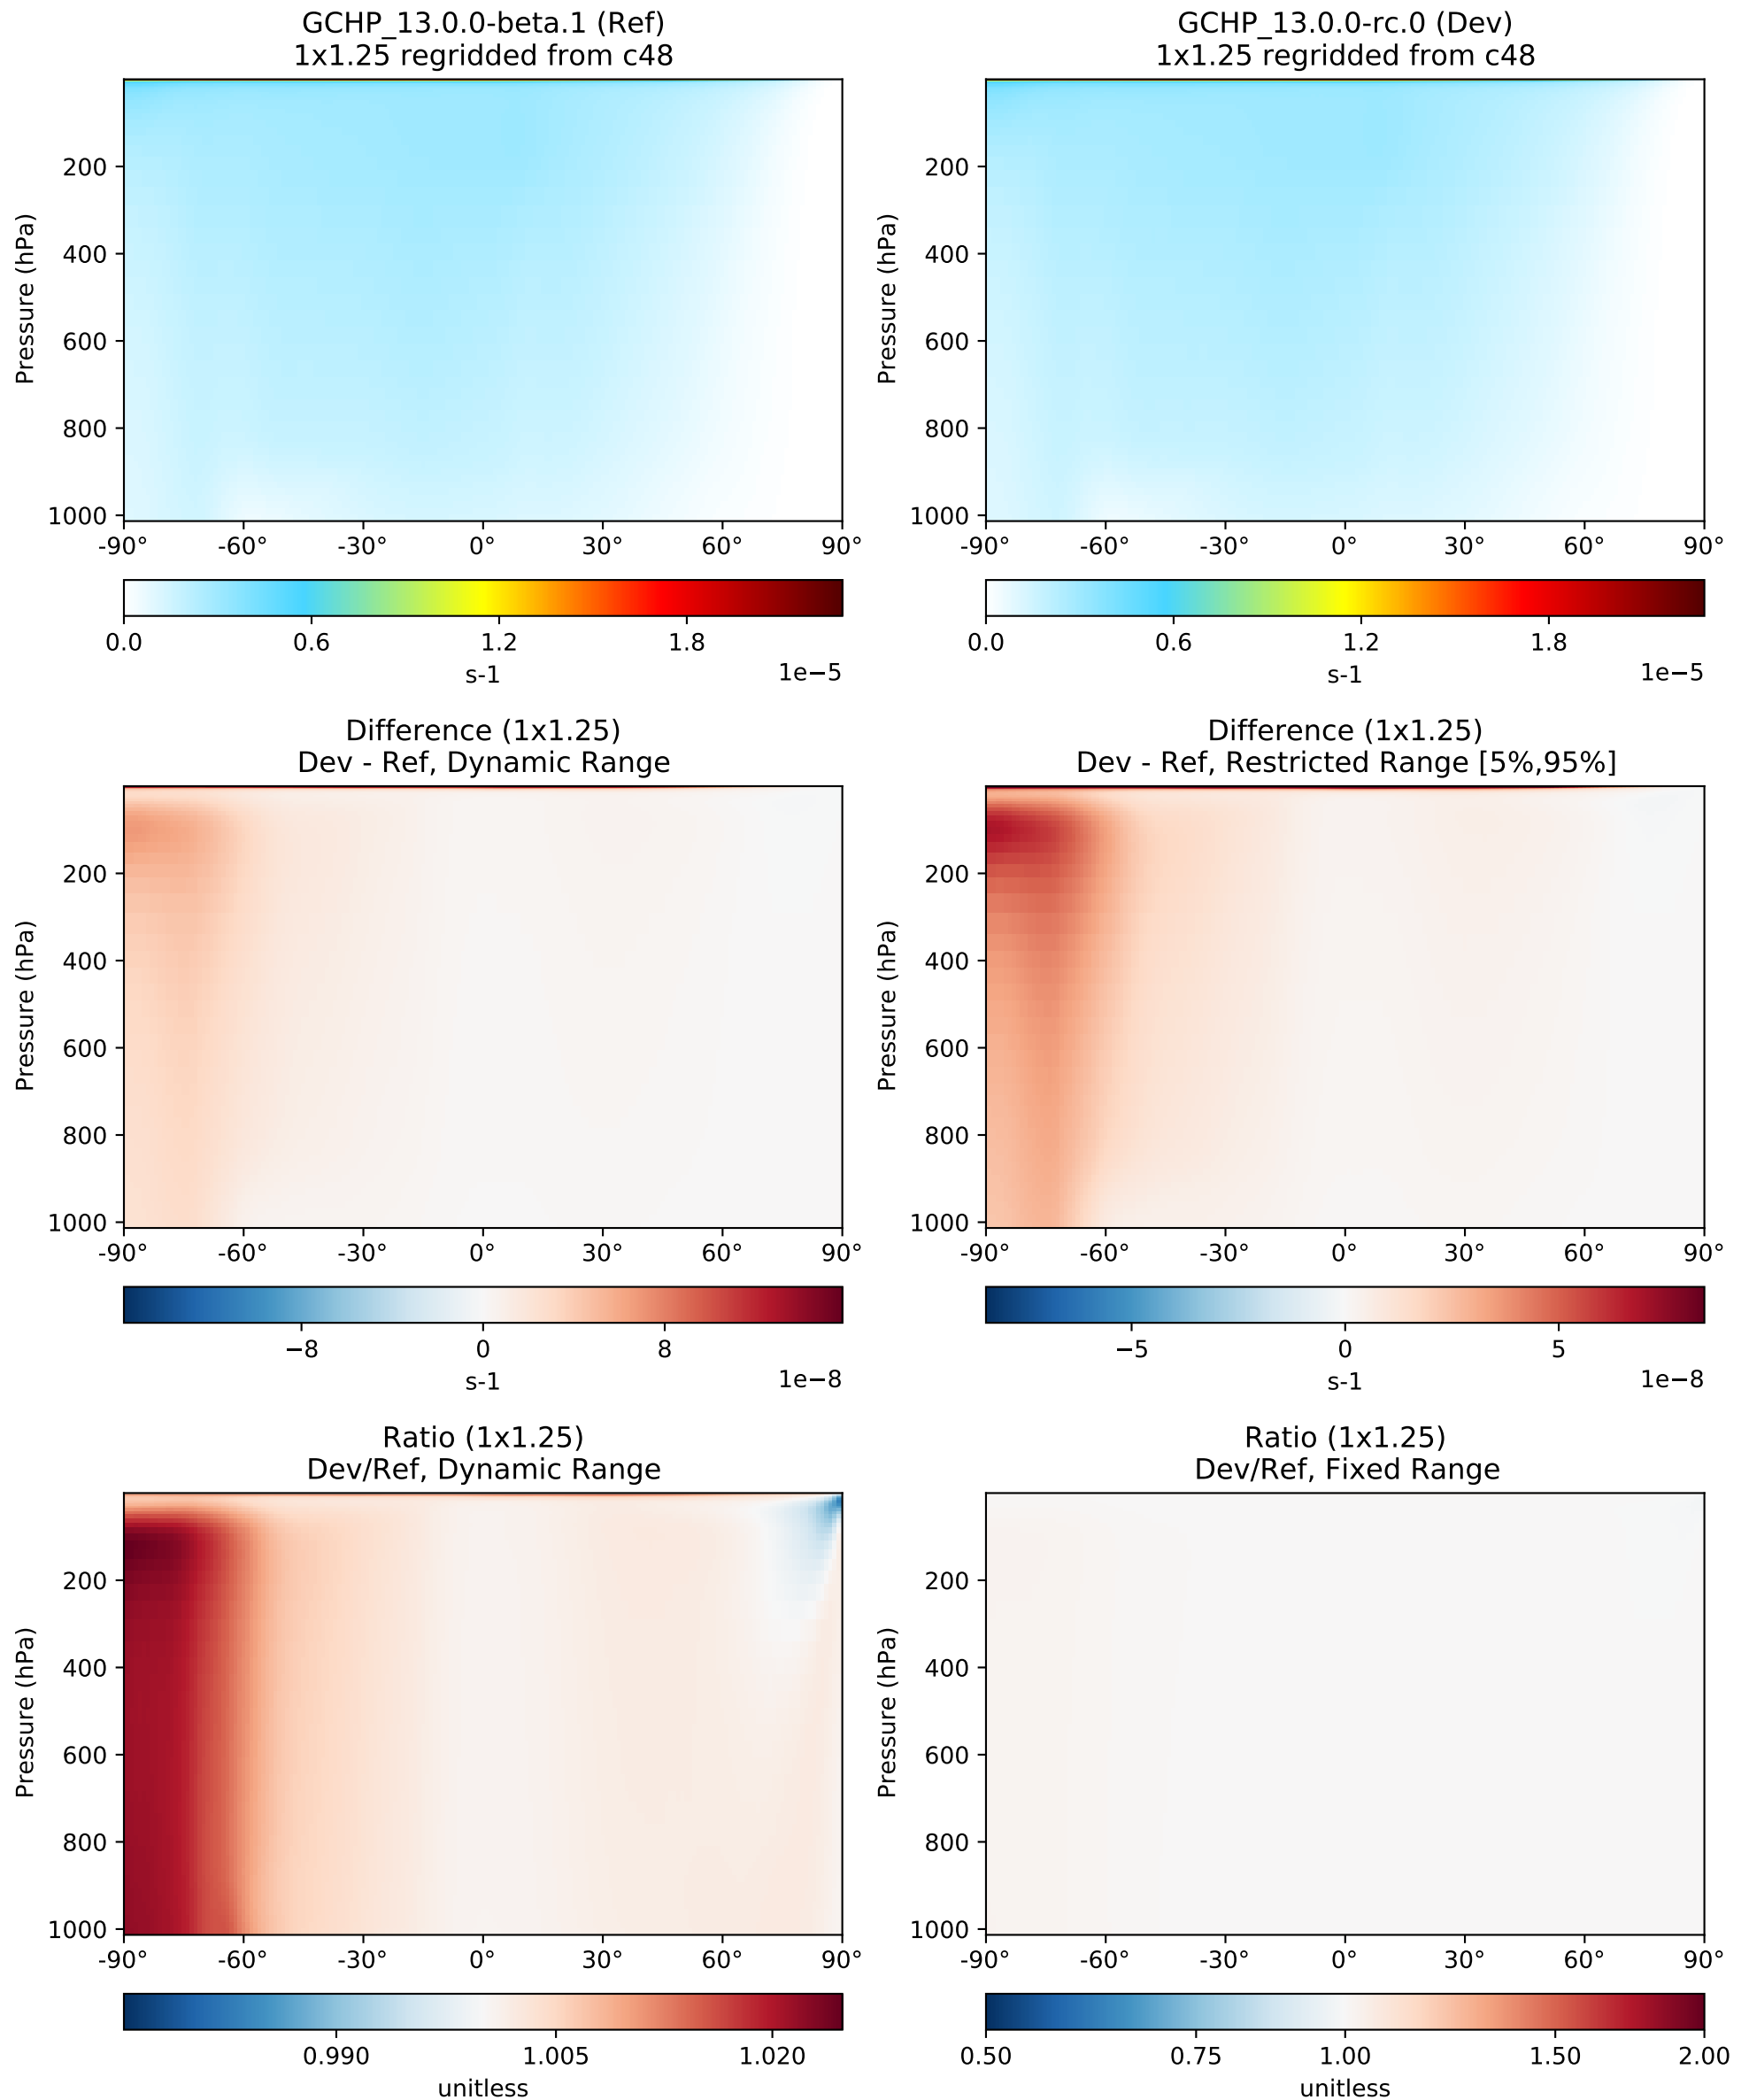 GCHP_13.0.0-beta.1 (Ref)
1x1.25 regridded from c48
Pressure (hPa)
200
400
600
800
1000
-90° -60° -30° 0° 30° 60° 90°
0.0 0.6 1.2 1.8
s-1
1e−5
GCHP_13.0.0-rc.0 (Dev)
1x1.25 regridded from c48
Pressure (hPa)
200
400
600
800
1000
-90° -60° -30° 0° 30° 60° 90°
0.0 0.6 1.2 1.8
s-1
1e−5
Difference (1x1.25)
Dev - Ref, Dynamic Range
Pressure (hPa)
200
400
600
800
1000
-90° -60° -30° 0° 30° 60° 90°
−8 0 8
s-1
1e−8
Difference (1x1.25)
Dev - Ref, Restricted Range [5%,95%]
Pressure (hPa)
200
400
600
800
1000
-90° -60° -30° 0° 30° 60° 90°
−5 0 5
s-1
1e−8
Ratio (1x1.25)
Dev/Ref, Dynamic Range
Pressure (hPa)
200
400
600
800
1000
-90° -60° -30° 0° 30° 60° 90°
0.990 1.005 1.020
unitless
Ratio (1x1.25)
Dev/Ref, Fixed Range
Pressure (hPa)
200
400
600
800
1000
-90° -60° -30° 0° 30° 60° 90°
0.50 0.75 1.00 1.50 2.00
unitless